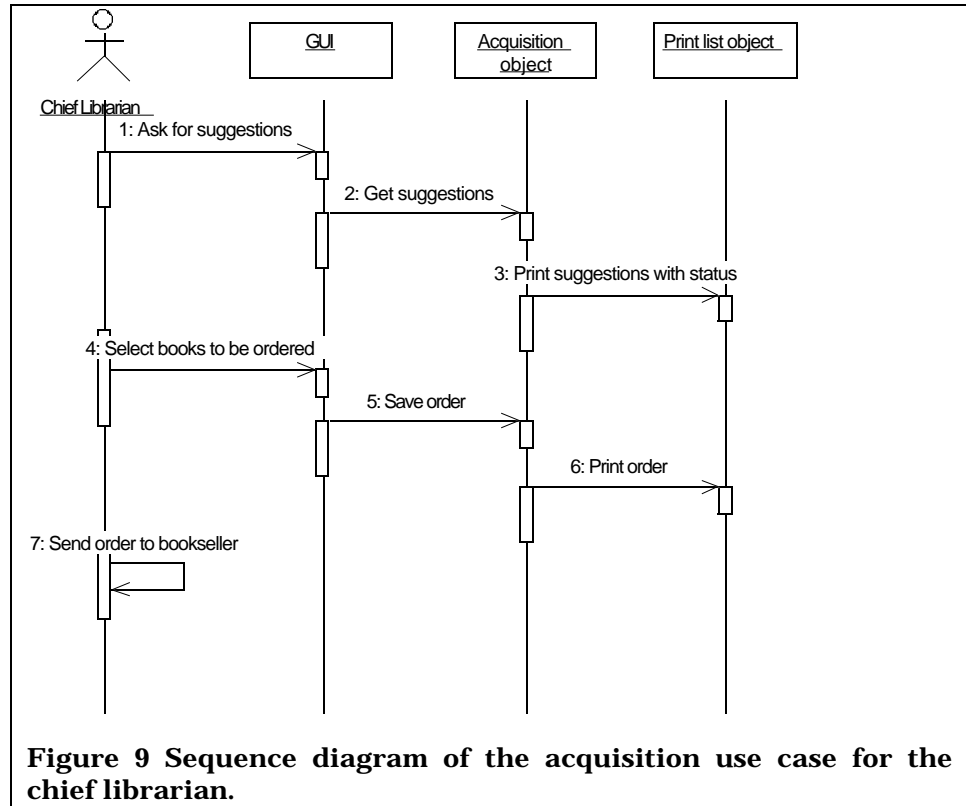 GUI
Acquisition
object
Print list object
Chief Librarian
1: Ask for suggestions
2: Get suggestions
3: Print suggestions with status
4: Select books to be ordered
5: Save order
6: Print order
7: Send order to bookseller
Figure 9 Sequence diagram of the acquisition use case for the
chief librarian.